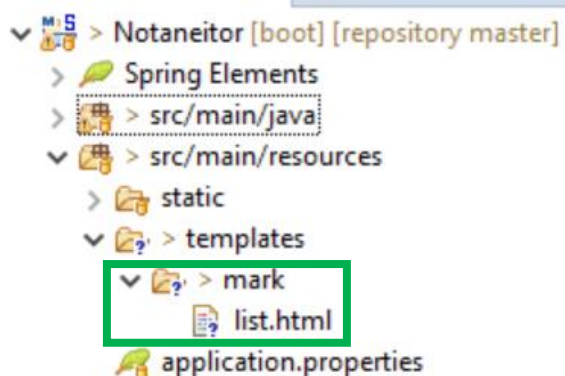 > Notaneitor [boot] [repository master]
Spring Elements
> src/main/java
> src/main/resources
static
> templates
> mark
list.html
application.properties